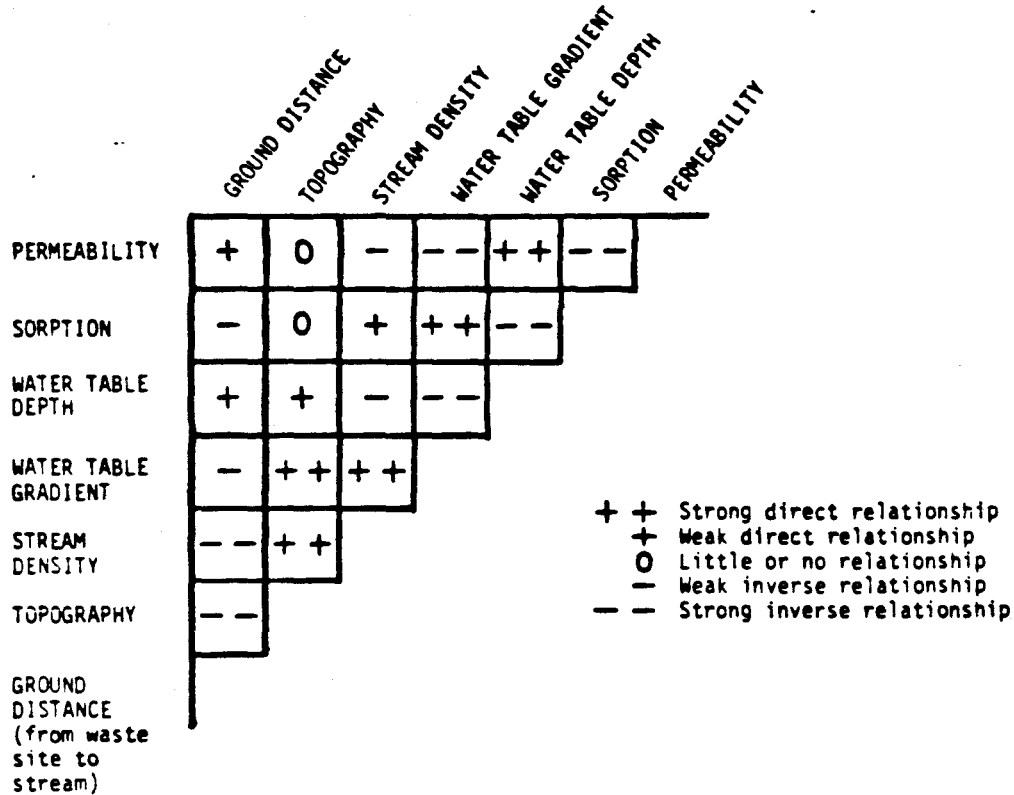 GROUND DISTANCE
TOPOGRAPHY
STREAM DENSITY
WATER TABLE GRADIENT
WATER TABLE DEPTH
SORPTION
PERMEABILITY
PERMEABILITY + O - -- ++ --
SORPTION - O + ++ --
WATER TABLE
DEPTH + + - --
WATER TABLE
GRADIENT - ++ ++
STREAM
DENSITY -- ++
TOPOGRAPHY --
GROUND
DISTANCE
(from waste
site to
stream)
++ Strong direct relationship
+ Weak direct relationship
O Little or no relationship
- Weak inverse relationship
-- Strong inverse relationship